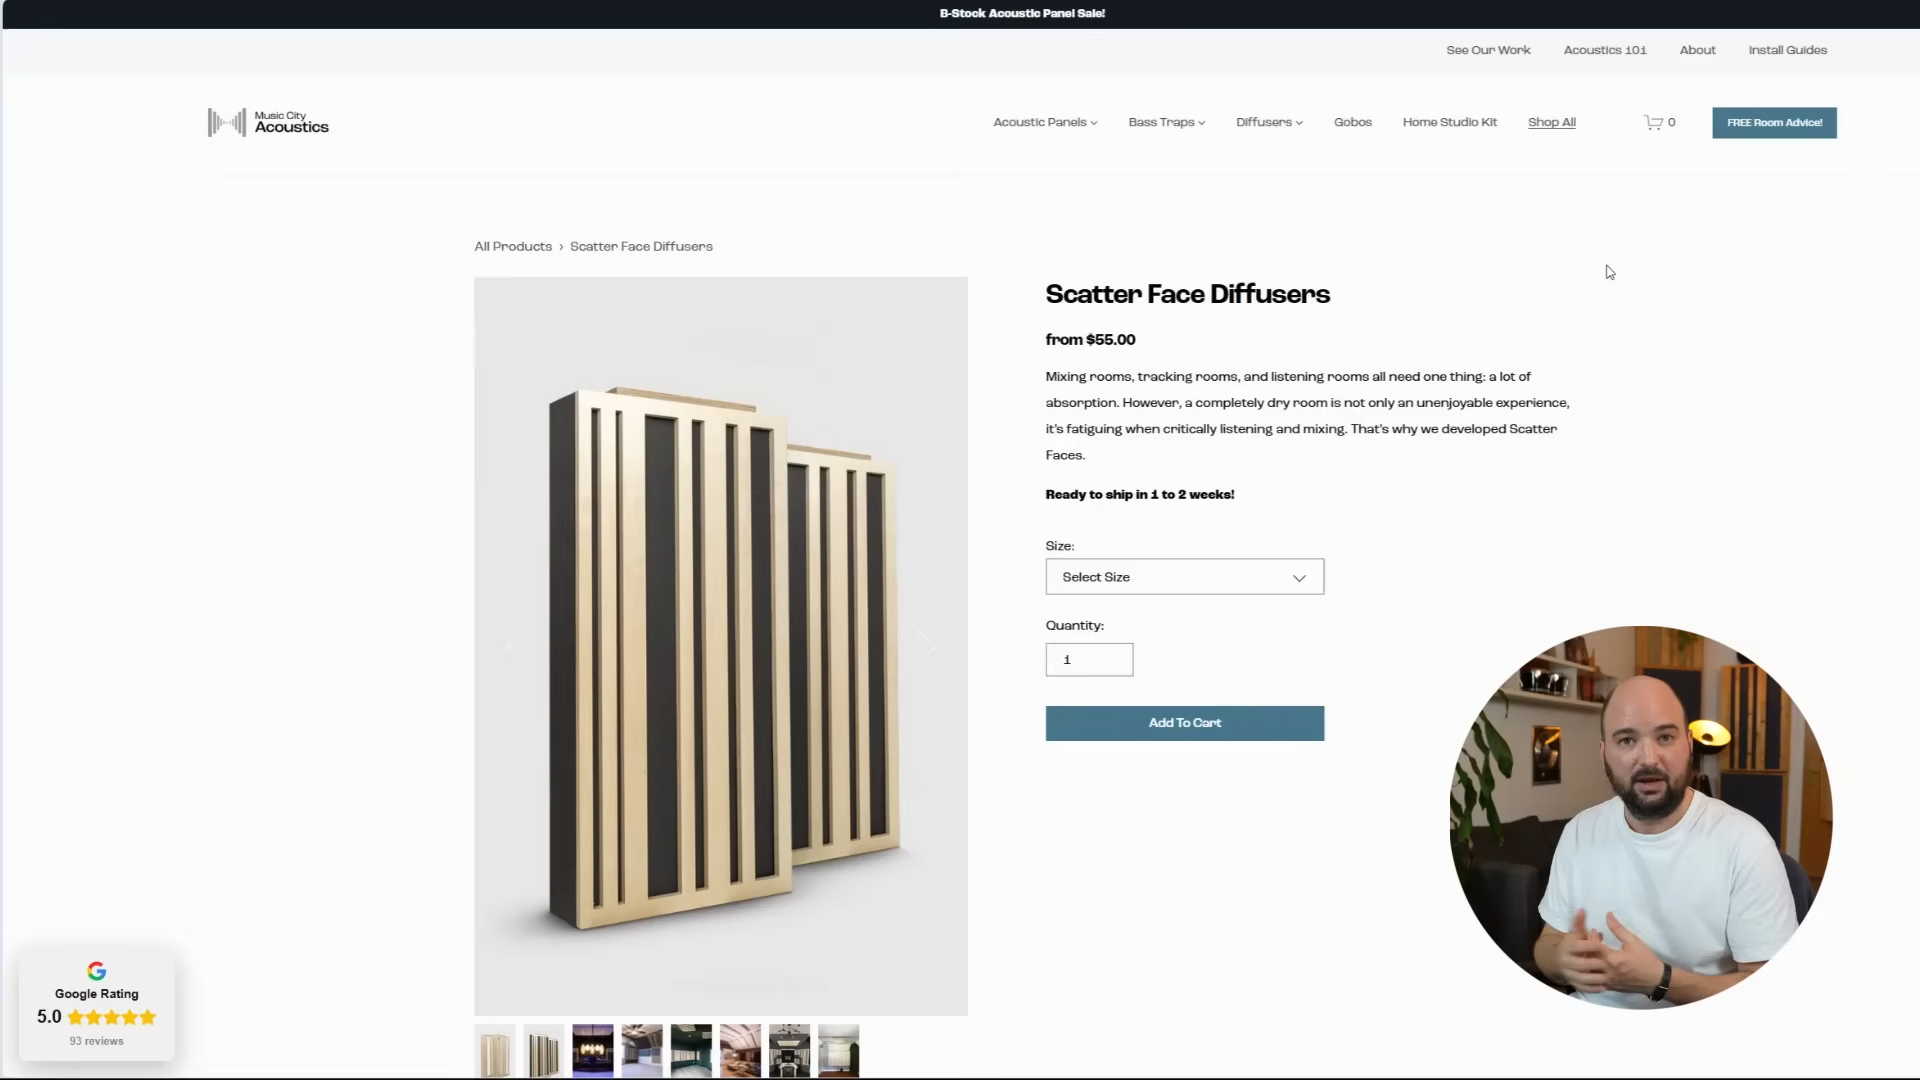 B-Stock Acoustic Panel Sale!
See Our Work Acoustics 101 About Install Guides
Music City
Acoustics
Acoustic Panels Bass Traps Diffusers Gobos Home Studio Kit Shop All 0 FREE Room Advice!
All Products › Scatter Face Diffusers
Scatter Face Diffusers
from $55.00
Mixing rooms, tracking rooms, and listening rooms all need one thing: a lot of
absorption. However, a completely dry room is not only an unenjoyable experience,
it's fatiguing when critically listening and mixing. That's why we developed Scatter
Faces.
Ready to ship in 1 to 2 weeks!
Size:
Select Size
Quantity:
1
Add To Cart
Google Rating
5.0
93 reviews